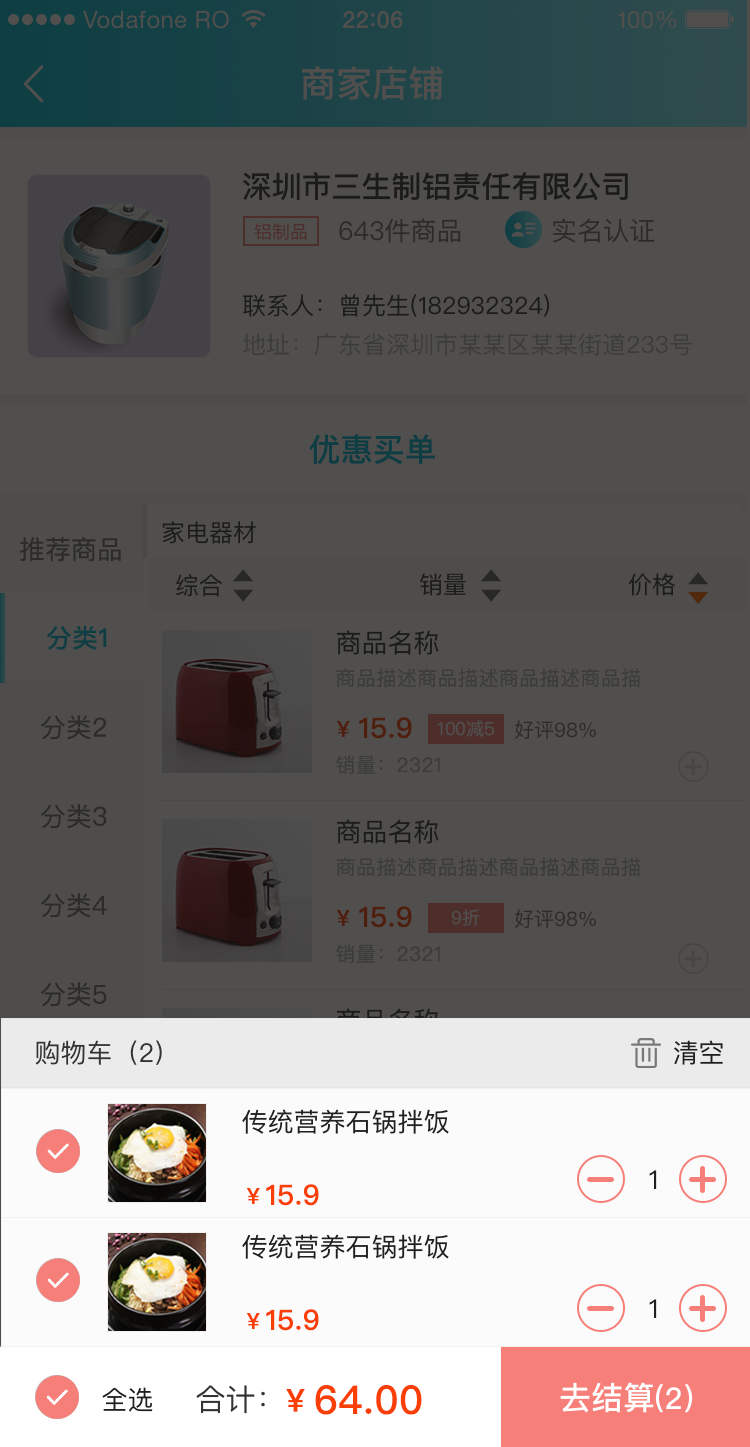 Vodafone RO 22:06 100%
商家店铺
深圳市三生制铝责任有限公司
铝制品 643件商品 实名认证
联系人：曾先生(182932324)
地址：广东省深圳市某某区某某街道233号
优惠买单
推荐商品
分类1
分类2
分类3
分类4
分类5
家电器材
综合 销量 价格
商品名称
商品描述商品描述商品描述商品描
¥ 15.9 100减5 好评98%
销量：2321
商品名称
商品描述商品描述商品描述商品描
¥ 15.9 9折 好评98%
销量：2321
商品名称
购物车（2） 清空
传统营养石锅拌饭
¥ 15.9 1
传统营养石锅拌饭
¥ 15.9 1
全选 合计：¥ 64.00 去结算(2)